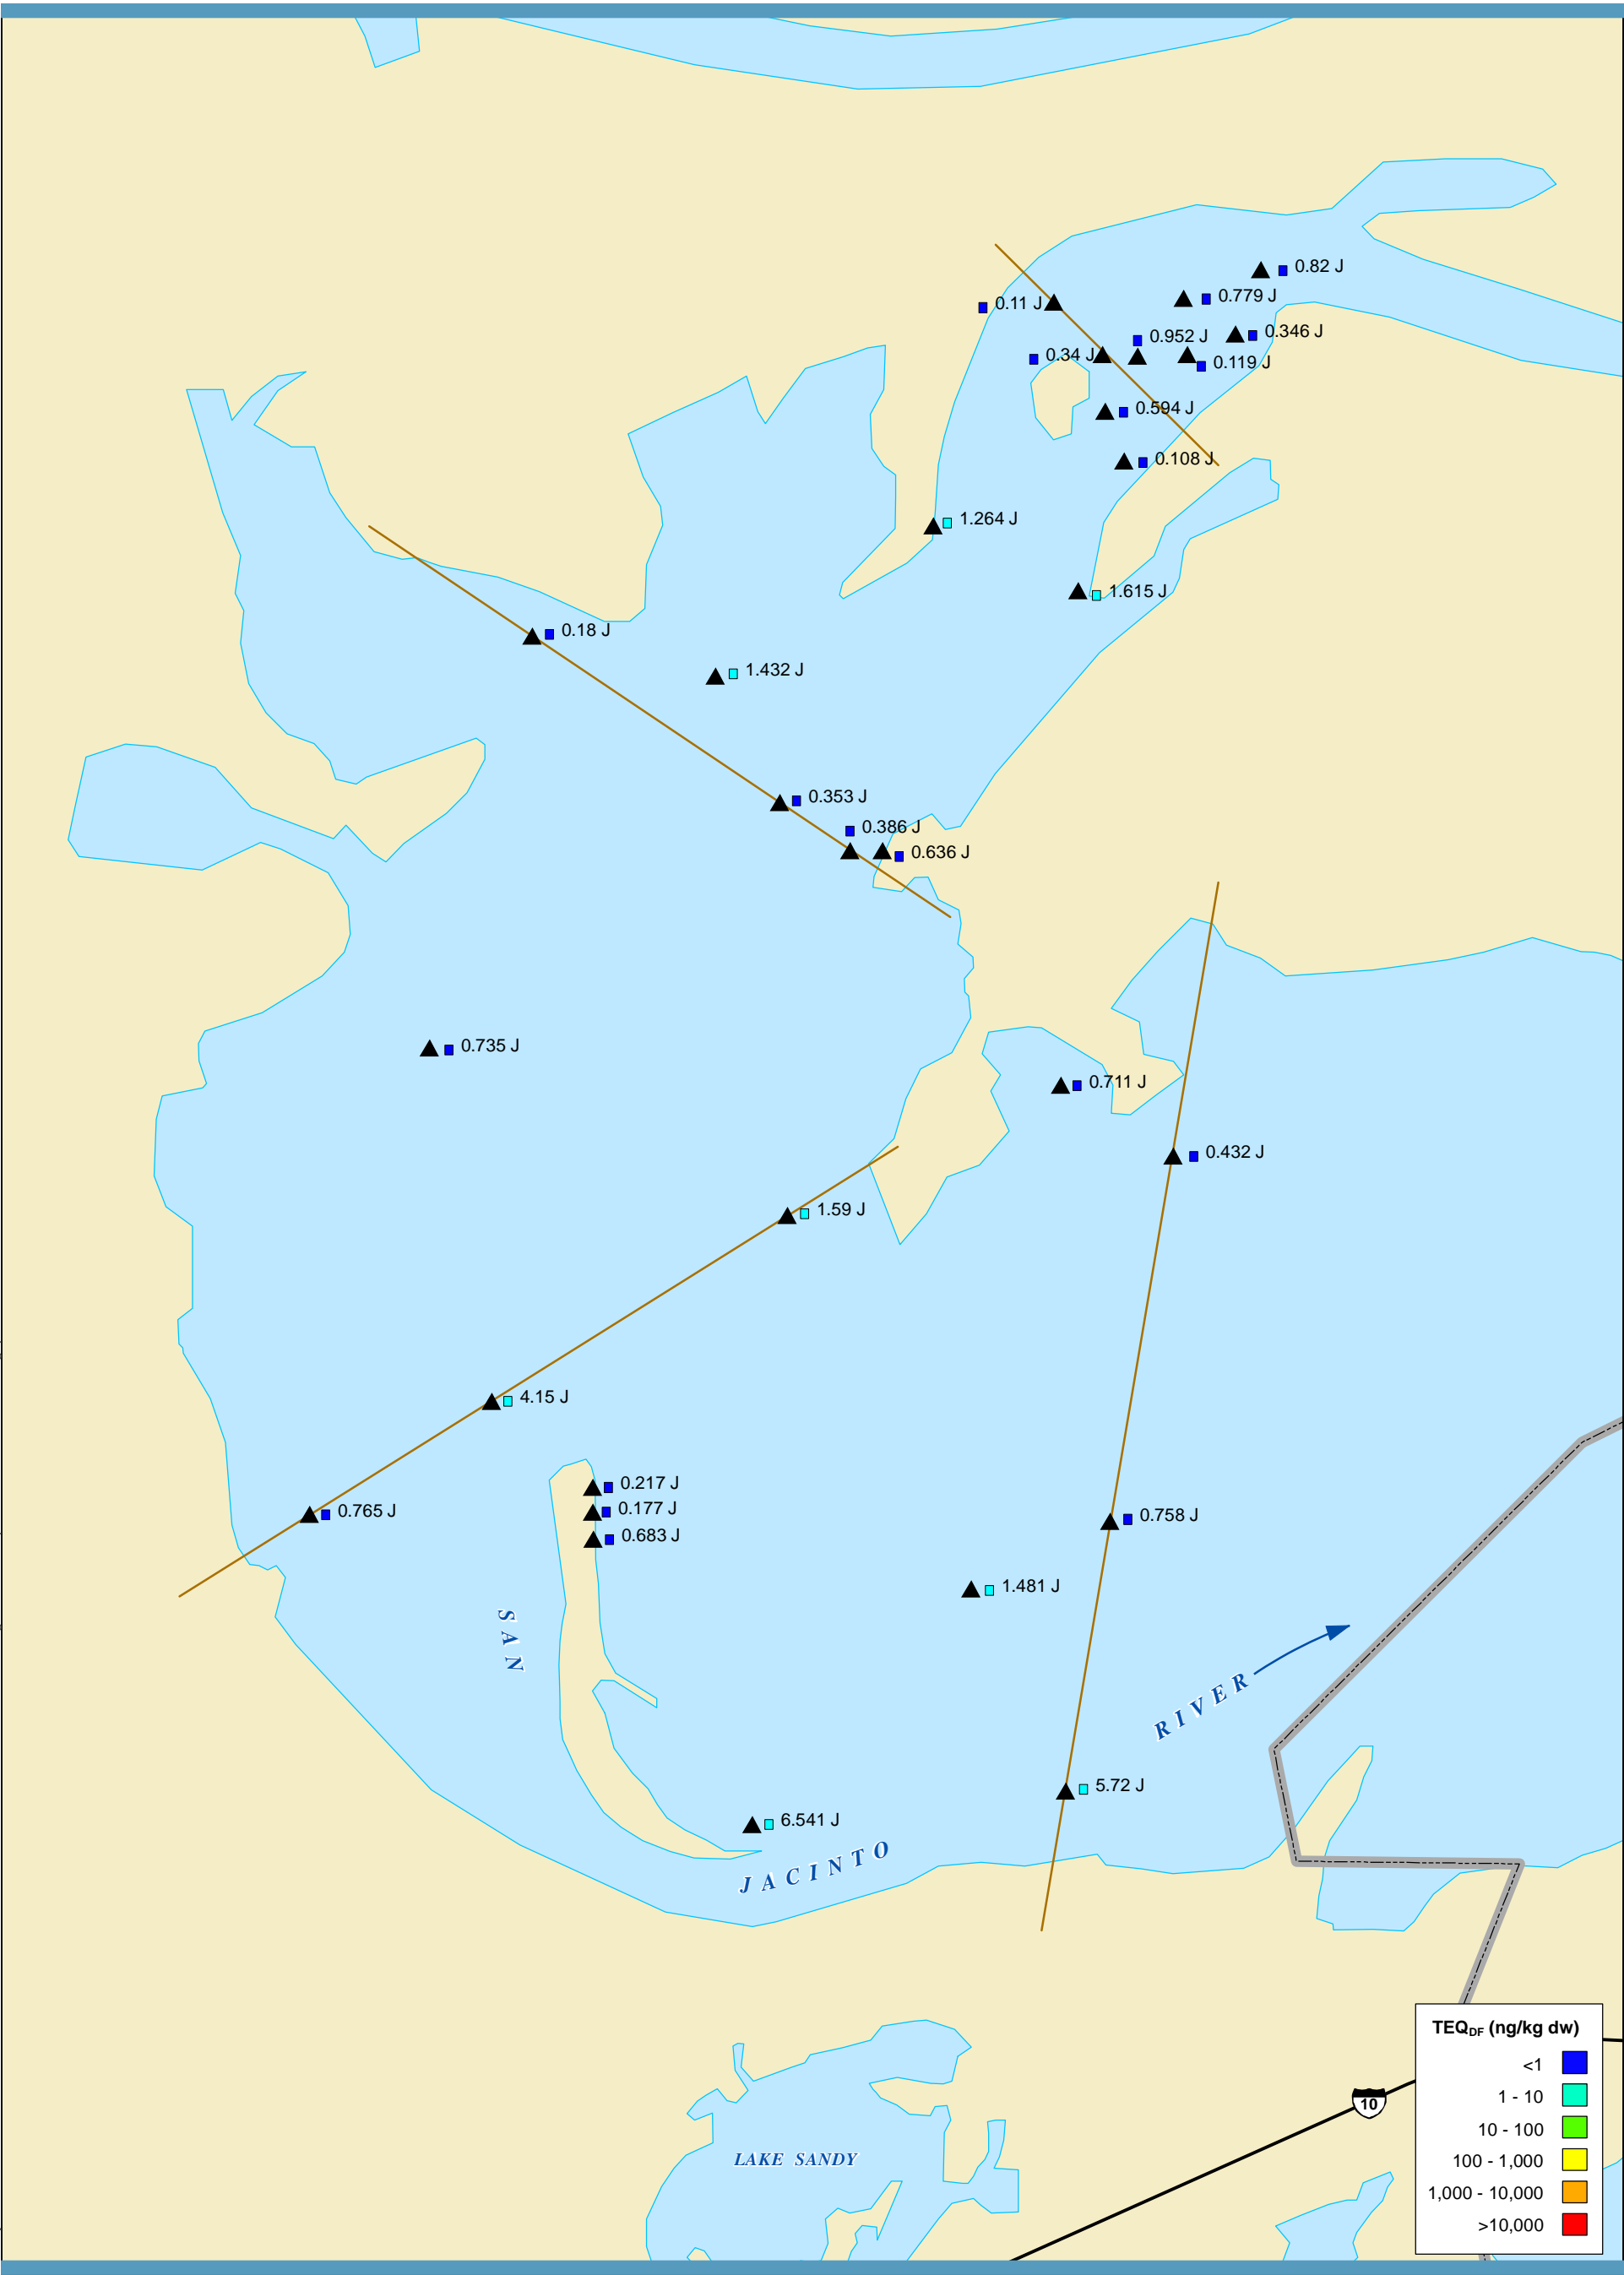 0.82 J
0.779 J
0.11 J
0.346 J
0.952 J
0.34 J
0.119 J
0.594 J
0.108 J
1.264 J
1.615 J
0.18 J
1.432 J
0.353 J
0.386 J
0.636 J
0.735 J
0.711 J
0.432 J
1.59 J
4.15 J
0.217 J
0.177 J
0.765 J
0.758 J
0.683 J
1.481 J
SAN
RIVER
5.72 J
6.541 J
JACINTO
TEQDF (ng/kg dw)
<1
1 - 10
10 - 100
100 - 1,000
1,000 - 10,000
>10,000
10
LAKE SANDY